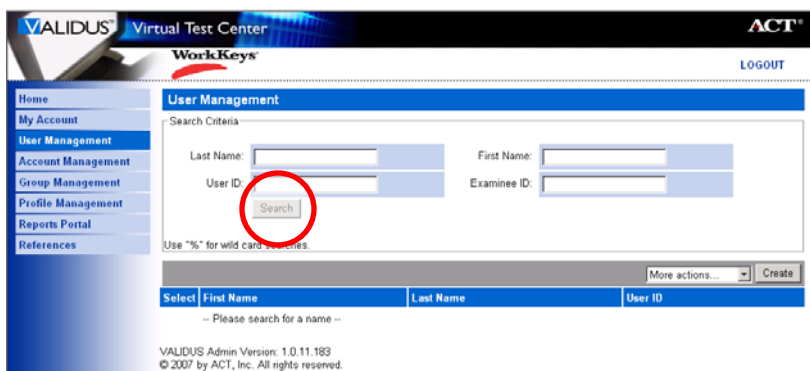 VALIDUS™ Virtual Test Center ACT®
WorkKeys®
LOGOUT
Home
My Account
User Management
Account Management
Group Management
Profile Management
Reports Portal
References
User Management
Search Criteria
Last Name: First Name:
User ID: Examinee ID:
Search
Use "%" for wild card searches.
More actions... Create
Select First Name Last Name User ID
-- Please search for a name --
VALIDUS Admin Version: 1.0.11.183
© 2007 by ACT, Inc. All rights reserved.